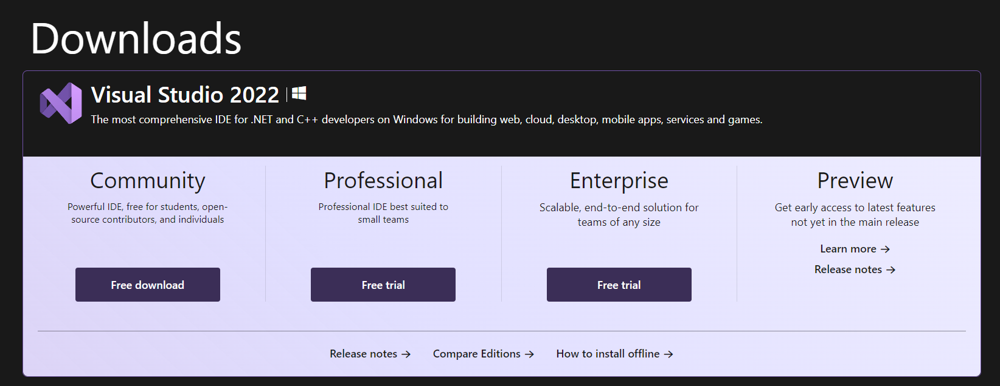 Downloads
Visual Studio 2022
The most comprehensive IDE for .NET and C++ developers on Windows for building web, cloud, desktop, mobile apps, services and games.
Community
Powerful IDE, free for students, open-
source contributors, and individuals
Free download
Professional
Professional IDE best suited to
small teams
Free trial
Enterprise
Scalable, end-to-end solution for
teams of any size
Free trial
Preview
Get early access to latest features
not yet in the main release
Learn more →
Release notes →
Release notes → Compare Editions → How to install offline →